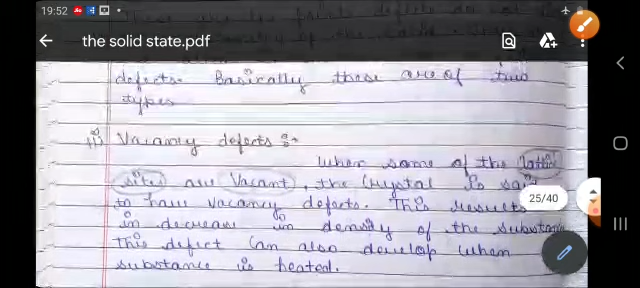 19:52
the solid state.pdf
defects. Basically these are of two
types
(i) Vacancy defects :-
When some of the lattice
sites are vacant, the crystal is said
to have vacancy defects. This results
in decrease in density of the substance
This defect can also develop when
substance is heated.
25/40